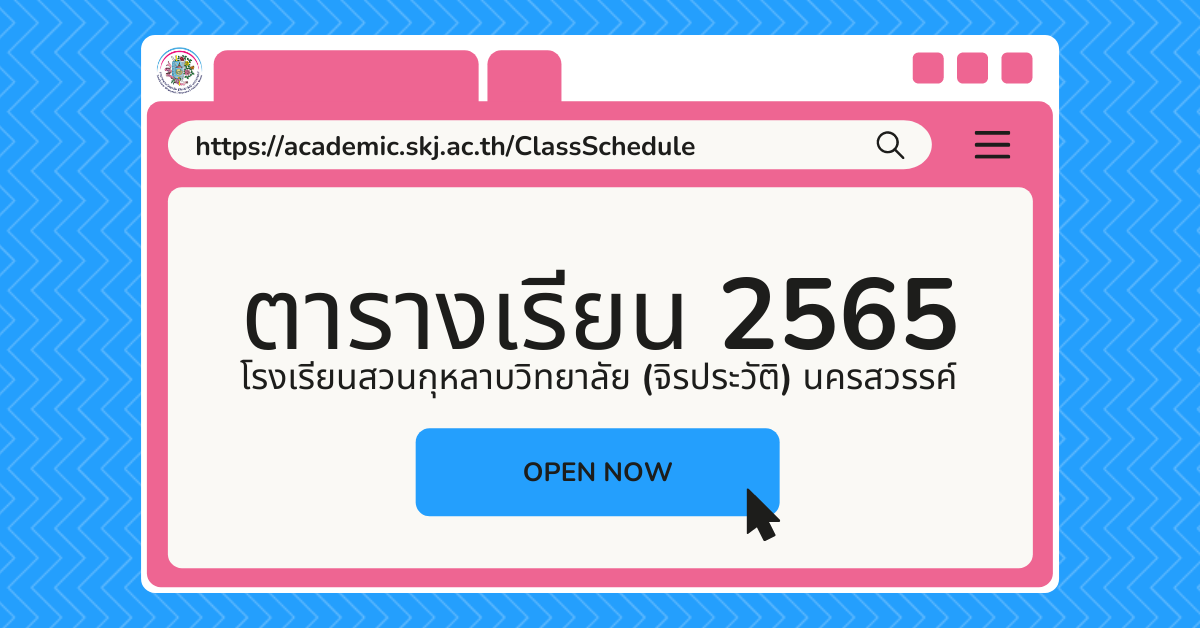 https://academic.skj.ac.th/ClassSchedule
ตารางเรียน 2565
โรงเรียนสวนกุหลาบวิทยาลัย (จิรประวัติ) นครสวรรค์
OPEN NOW